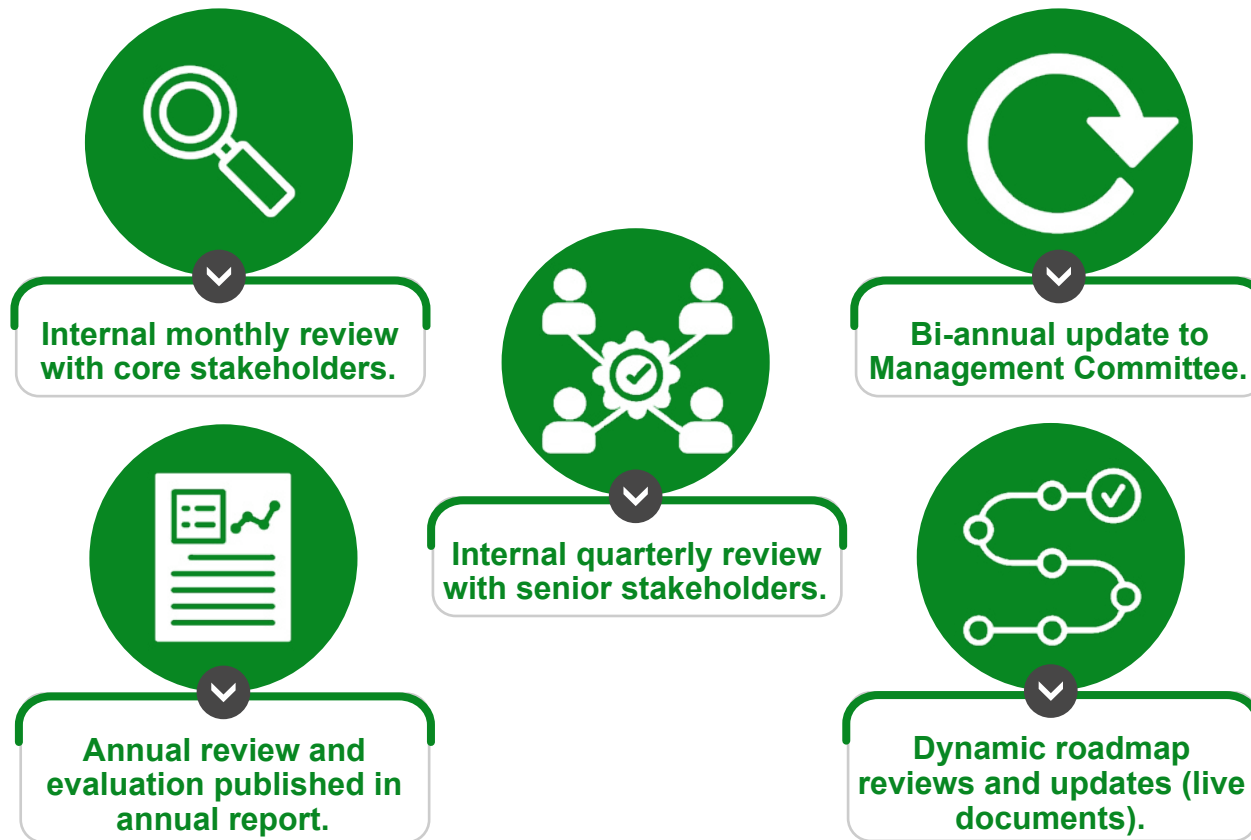 Internal monthly review
with core stakeholders.
Bi-annual update to
Management Committee.
Internal quarterly review
with senior stakeholders.
Annual review and
evaluation published in
annual report.
Dynamic roadmap
reviews and updates (live
documents).